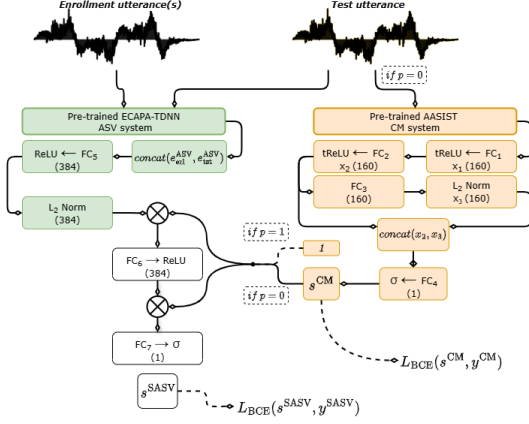 Enrollment utterance(s)
Test utterance
if p = 0
Pre-trained ECAPA-TDNN
ASV system
Pre-trained AASIST
CM system
ReLU ⟵ FC₅
(384)
concat(e_enl^ASV, e_tst^ASV)
tReLU ⟵ FC₂
x₂ (160)
tReLU ⟵ FC₁
x₁ (160)
FC₃
(160)
L₂ Norm
x₃ (160)
L₂ Norm
(384)
concat(x₂, x₃)
if p = 1
1
FC₆ → ReLU
(384)
s^CM
σ ⟵ FC₄
(1)
if p = 0
FC₇ → σ
(1)
L_BCE(s^CM, y^CM)
s^SASV
L_BCE(s^SASV, y^SASV)